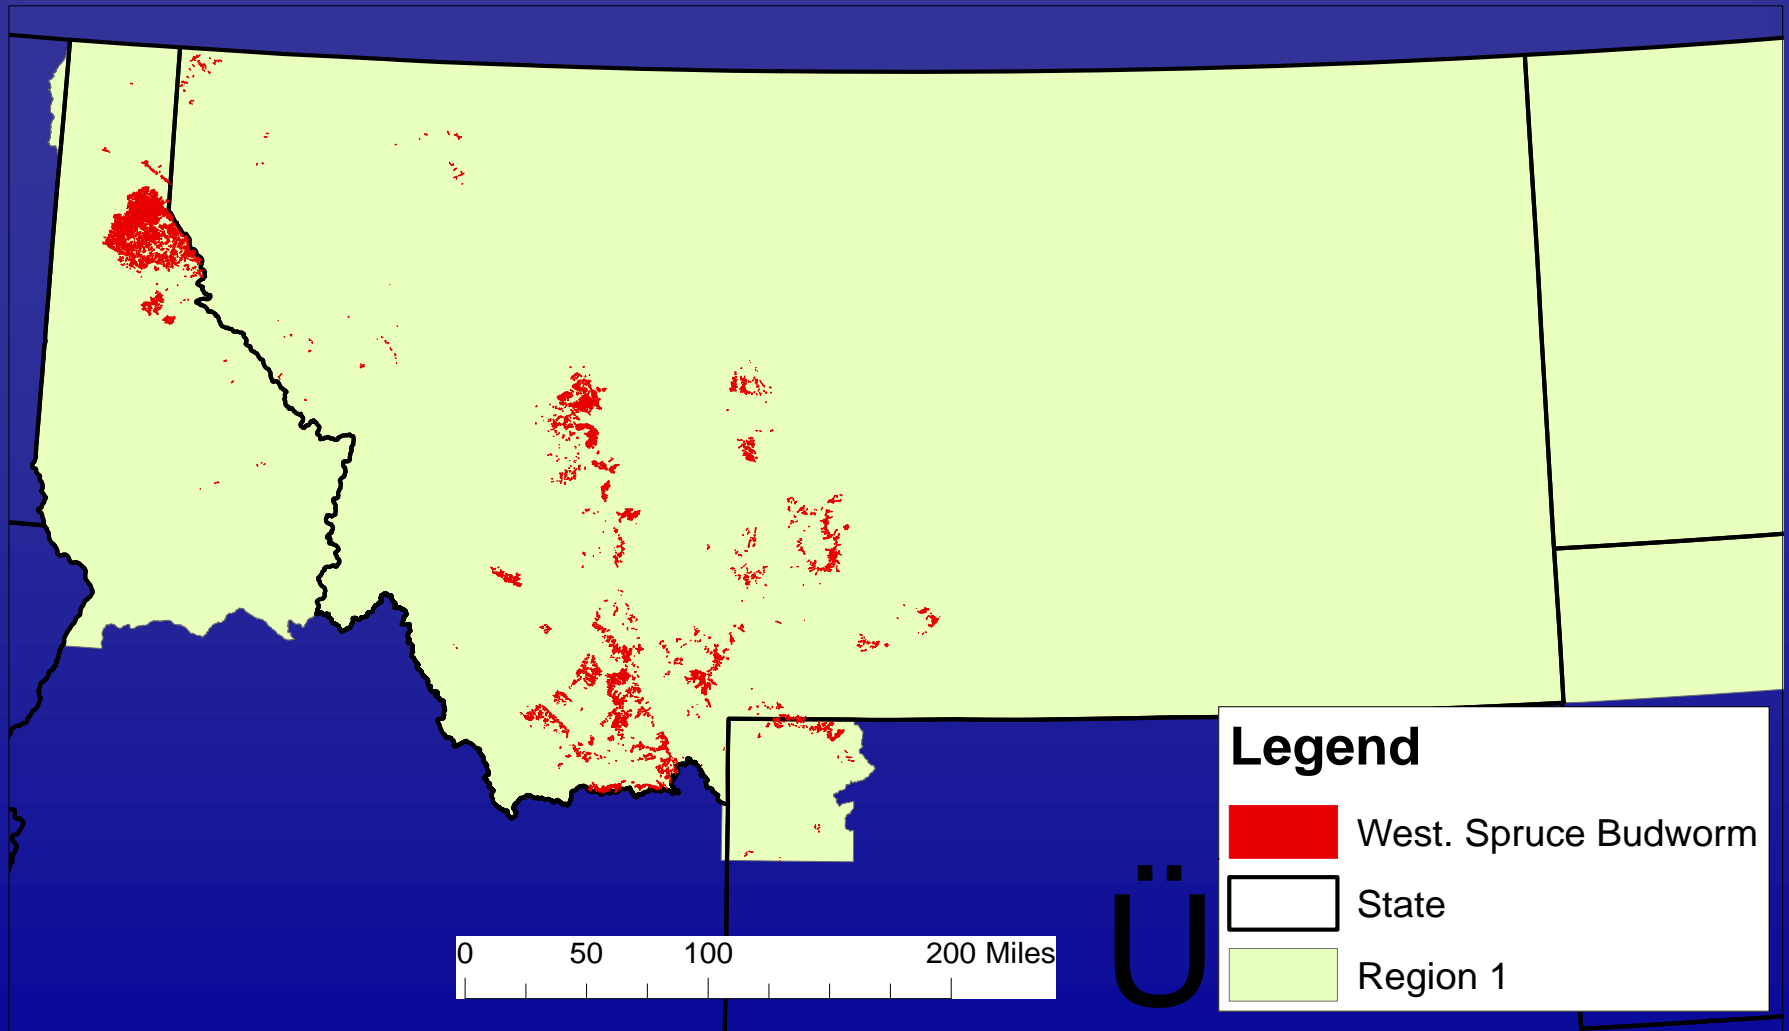 Legend
West. Spruce Budworm
State
Region 1
0 50 100 200 Miles
Ü